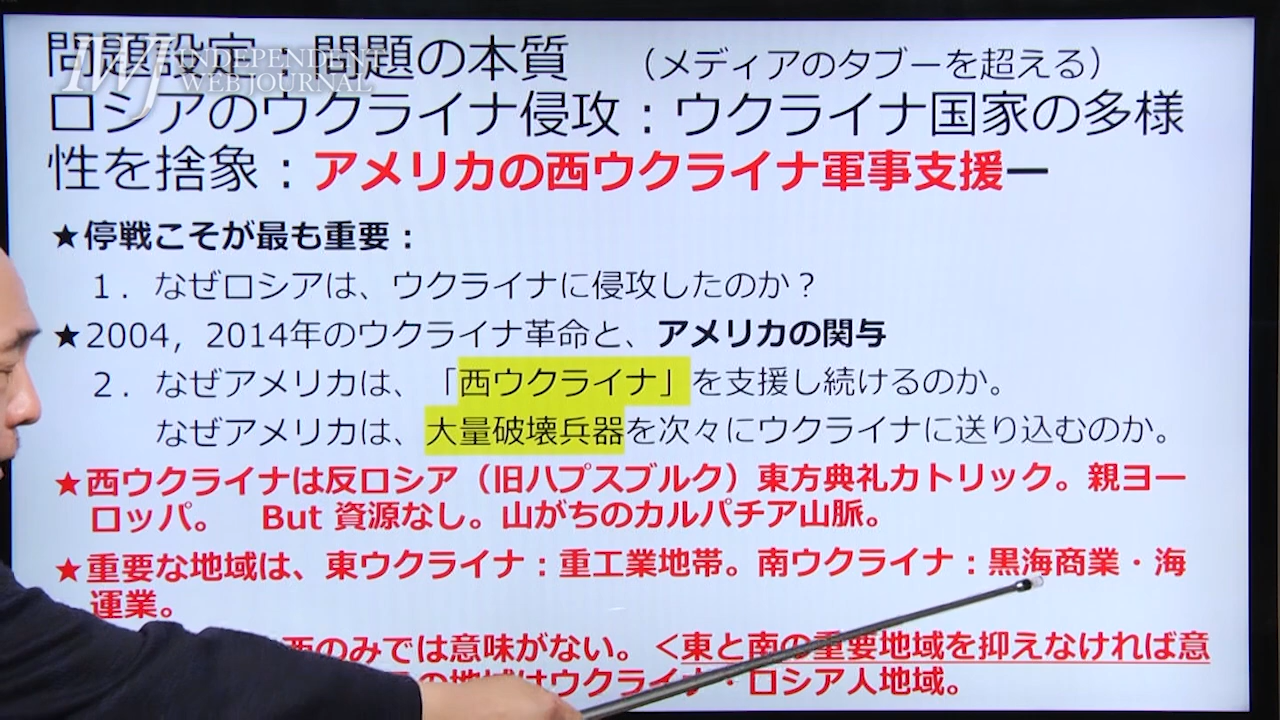 IWJ INDEPENDENT
WEB JOURNAL
問題設定：問題の本質　（メディアのタブーを超える）
ロシアのウクライナ侵攻：ウクライナ国家の多様
性を捨象：アメリカの西ウクライナ軍事支援ー
★停戦こそが最も重要：
１．なぜロシアは、ウクライナに侵攻したのか？
★2004，2014年のウクライナ革命と、アメリカの関与
２．なぜアメリカは、「西ウクライナ」を支援し続けるのか。
なぜアメリカは、大量破壊兵器を次々にウクライナに送り込むのか。
★西ウクライナは反ロシア（旧ハプスブルク）東方典礼カトリック。親ヨー
ロッパ。　But 資源なし。山がちのカルパチア山脈。
★重要な地域は、東ウクライナ：重工業地帯。南ウクライナ：黒海商業・海
運業。
西のみでは意味がない。＜東と南の重要地域を抑えなければ意
の地域はウクライナ・ロシア人地域。